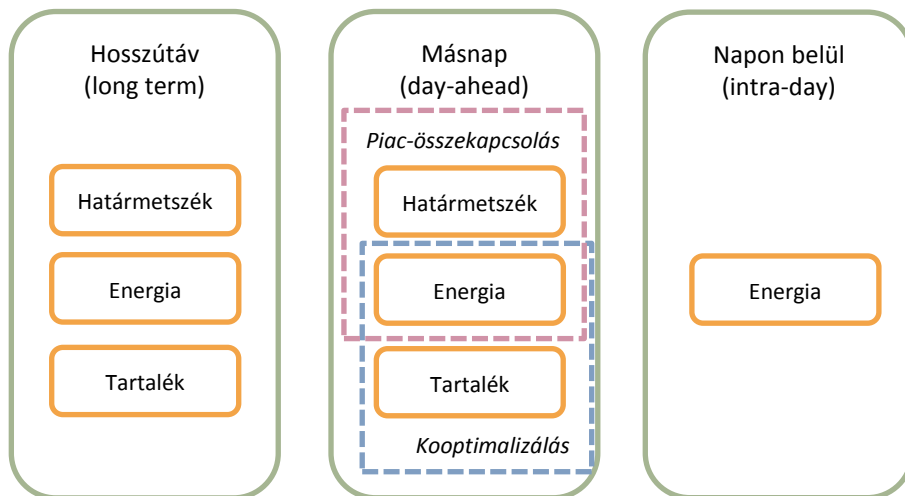 Hosszútáv
(long term)
Határmetszék
Energia
Tartalék
Másnap
(day-ahead)
Piac-összekapcsolás
Határmetszék
Energia
Tartalék
Kooptimalizálás
Napon belül
(intra-day)
Energia